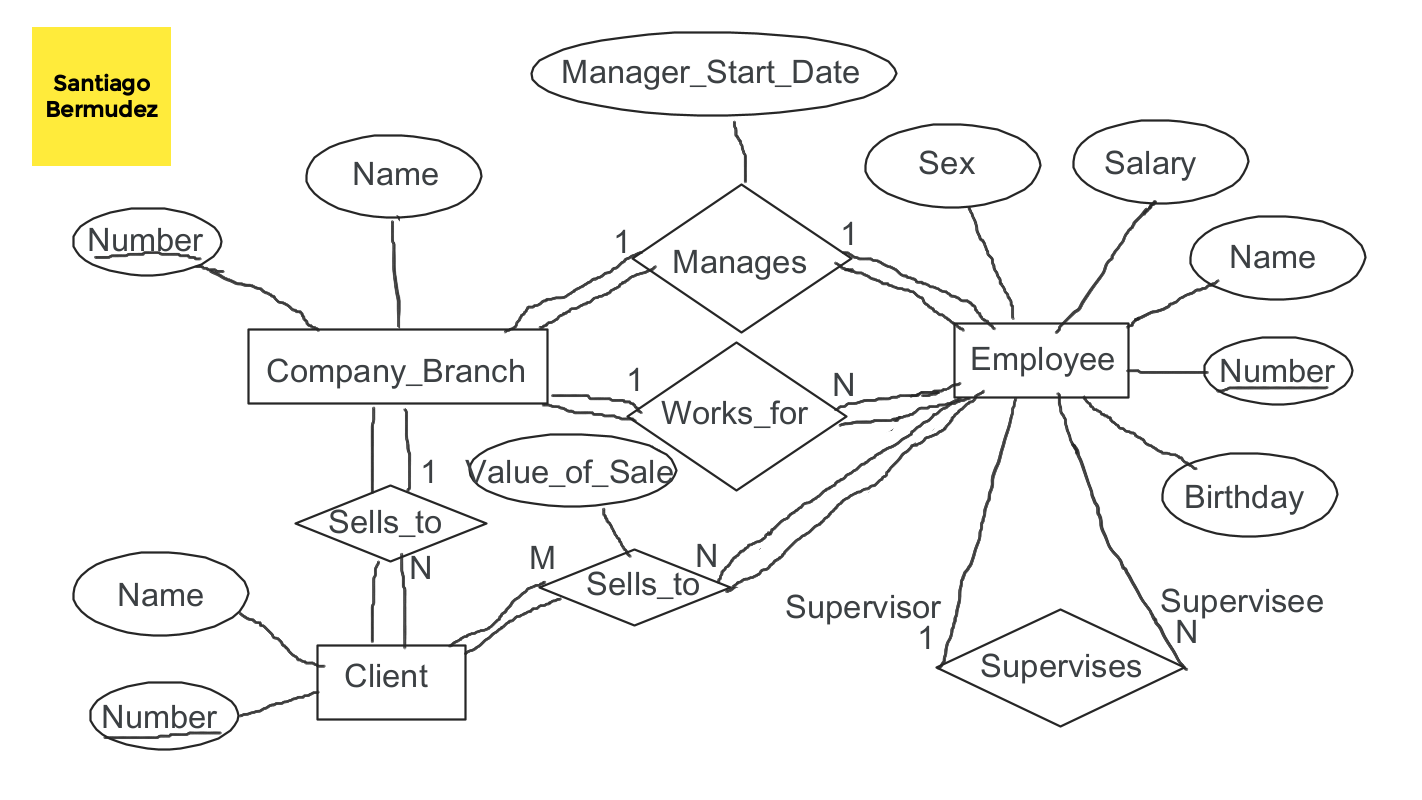 Santiago
Bermudez
Manager_Start_Date
Name
Sex
Salary
Number
Name
1
1
Manages
Company_Branch
Employee
Number
1
N
Works_for
Value_of_Sale
1
Birthday
Sells_to
M
N
N
Sells_to
Name
Supervisor
Supervisee
1
N
Client
Supervises
Number